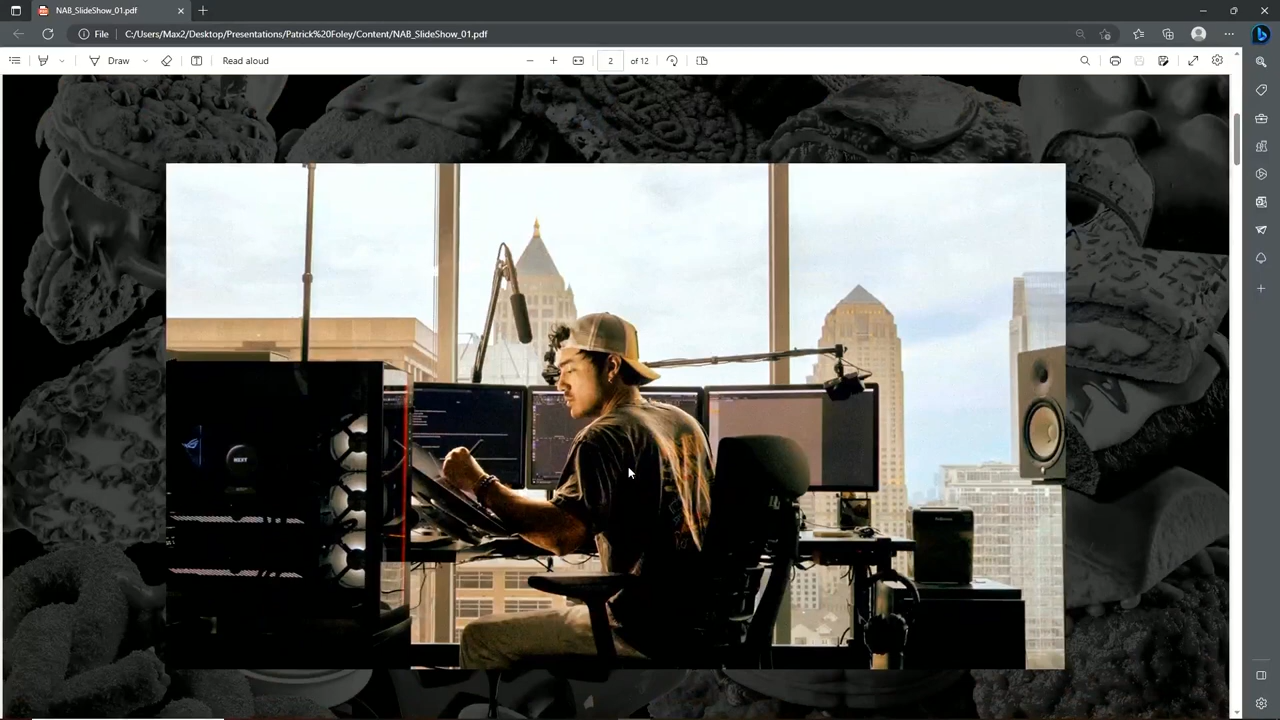 NAB_SlideShow_01.pdf
File
C:/Users/Max2/Desktop/Presentations/Patrick%20Foley/Content/NAB_SlideShow_01.pdf
Draw
Read aloud
2
of 12
NZXT